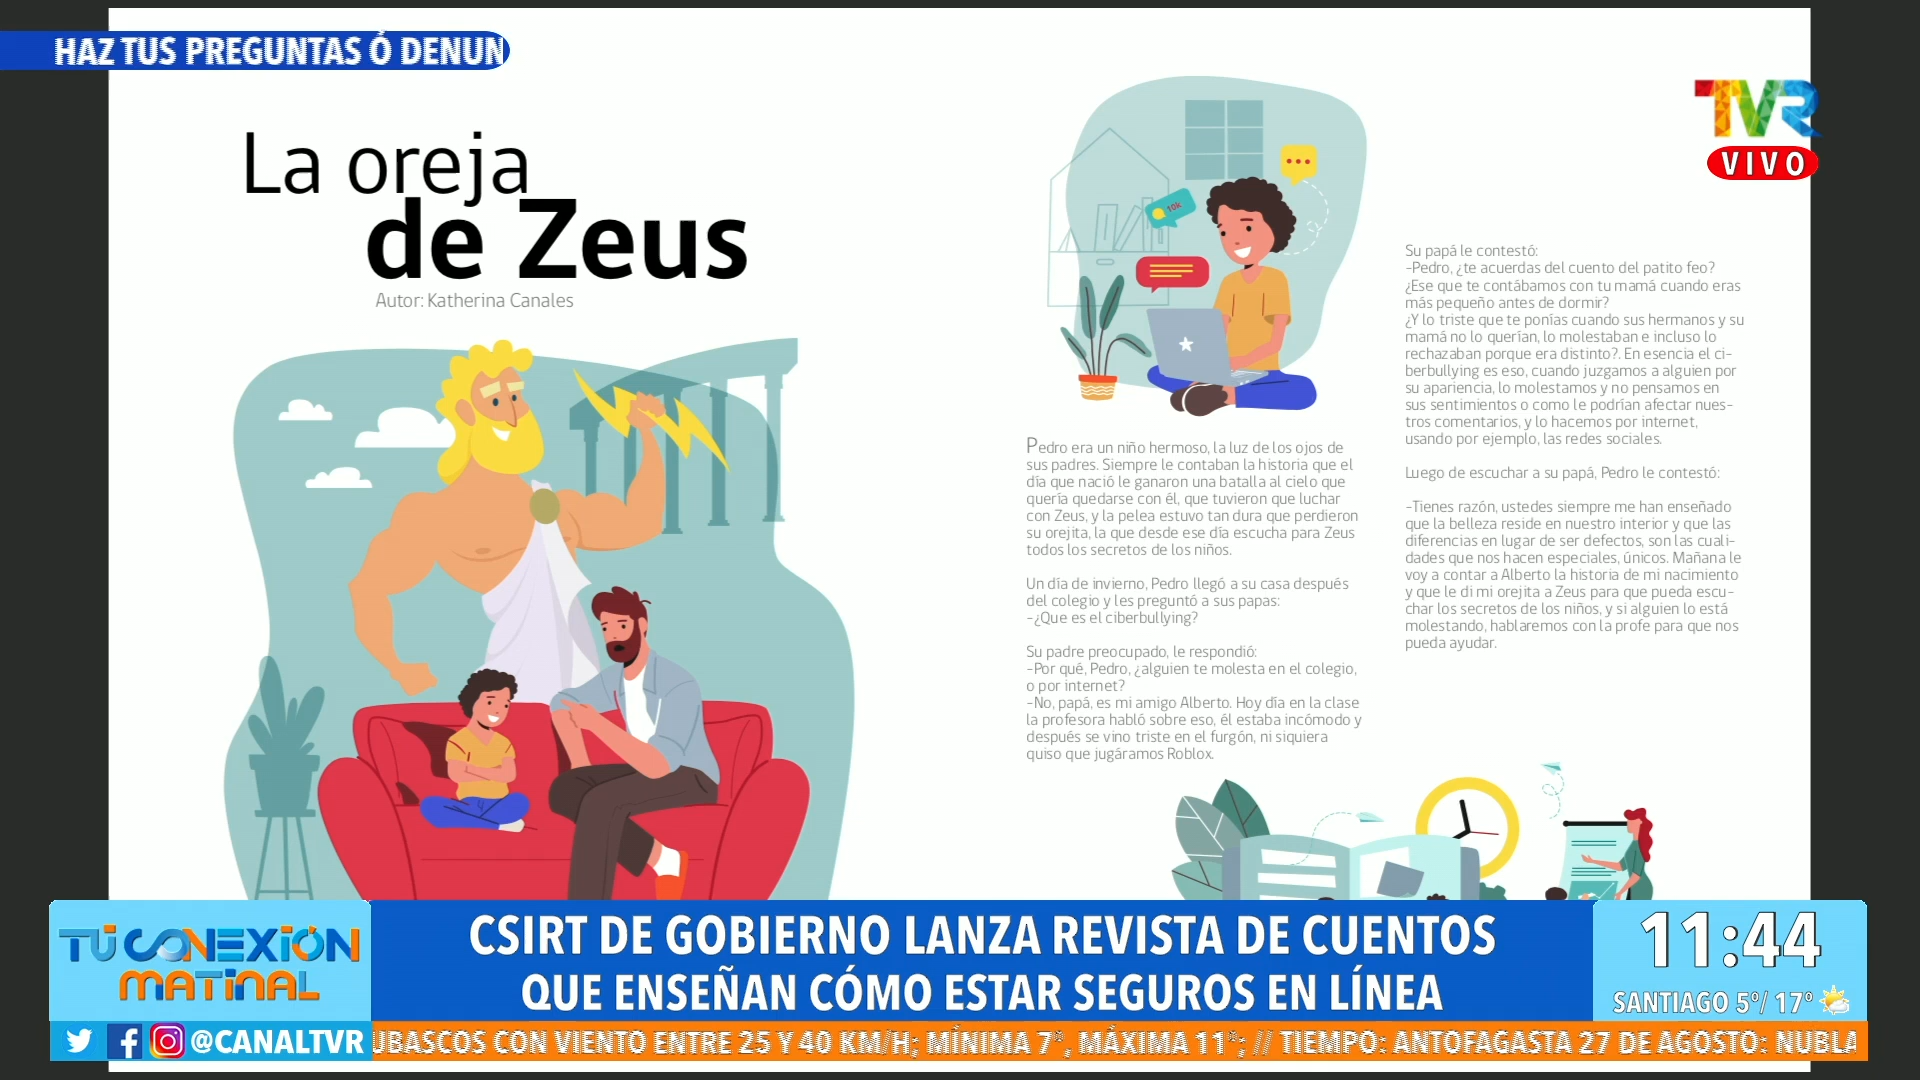 HAZ TUS PREGUNTAS Ó DENUN
TVR
VIVO
La oreja
de Zeus
Autor: Katherina Canales
10k
Pedro era un niño hermoso, la luz de los ojos de
sus padres. Siempre le contaban la historia que el
día que nació le ganaron una batalla al cielo que
quería quedarse con él, que tuvieron que luchar
con Zeus, y la pelea estuvo tan dura que perdieron
su orejita, la que desde ese día escucha para Zeus
todos los secretos de los niños.
Un día de invierno, Pedro llegó a su casa después
del colegio y les preguntó a sus papas:
-¿Que es el ciberbullying?
Su padre preocupado, le respondió:
-Por qué, Pedro, ¿alguien te molesta en el colegio,
o por internet?
-No, papá, es mi amigo Alberto. Hoy día en la clase
la profesora habló sobre eso, él estaba incómodo y
después se vino triste en el furgón, ni siquiera
quiso que jugáramos Roblox.
Su papá le contestó:
-Pedro, ¿te acuerdas del cuento del patito feo?
¿Ese que te contábamos con tu mamá cuando eras
más pequeño antes de dormir?
¿Y lo triste que te ponías cuando sus hermanos y su
mamá no lo querían, lo molestaban e incluso lo
rechazaban porque era distinto?. En esencia el ci-
berbullying es eso, cuando juzgamos a alguien por
su apariencia, lo molestamos y no pensamos en
sus sentimientos o como le podrían afectar nues-
tros comentarios, y lo hacemos por internet,
usando por ejemplo, las redes sociales.
Luego de escuchar a su papá, Pedro le contestó:
-Tienes razón, ustedes siempre me han enseñado
que la belleza reside en nuestro interior y que las
diferencias en lugar de ser defectos, son las cuali-
dades que nos hacen especiales, únicos. Mañana le
voy a contar a Alberto la historia de mi nacimiento
y que le di mi orejita a Zeus para que pueda escu-
char los secretos de los niños, y si alguien lo está
molestando, hablaremos con la profe para que nos
pueda ayudar.
TU CONEXIÓN
MATINAL
CSIRT DE GOBIERNO LANZA REVISTA DE CUENTOS
QUE ENSEÑAN CÓMO ESTAR SEGUROS EN LÍNEA
11:44
SANTIAGO 5º/ 17º
@CANALTVR
UBASCOS CON VIENTO ENTRE 25 Y 40 KM/H; MÍNIMA 7°, MÁXIMA 11°; // TIEMPO: ANTOFAGASTA 27 DE AGOSTO: NUBLA